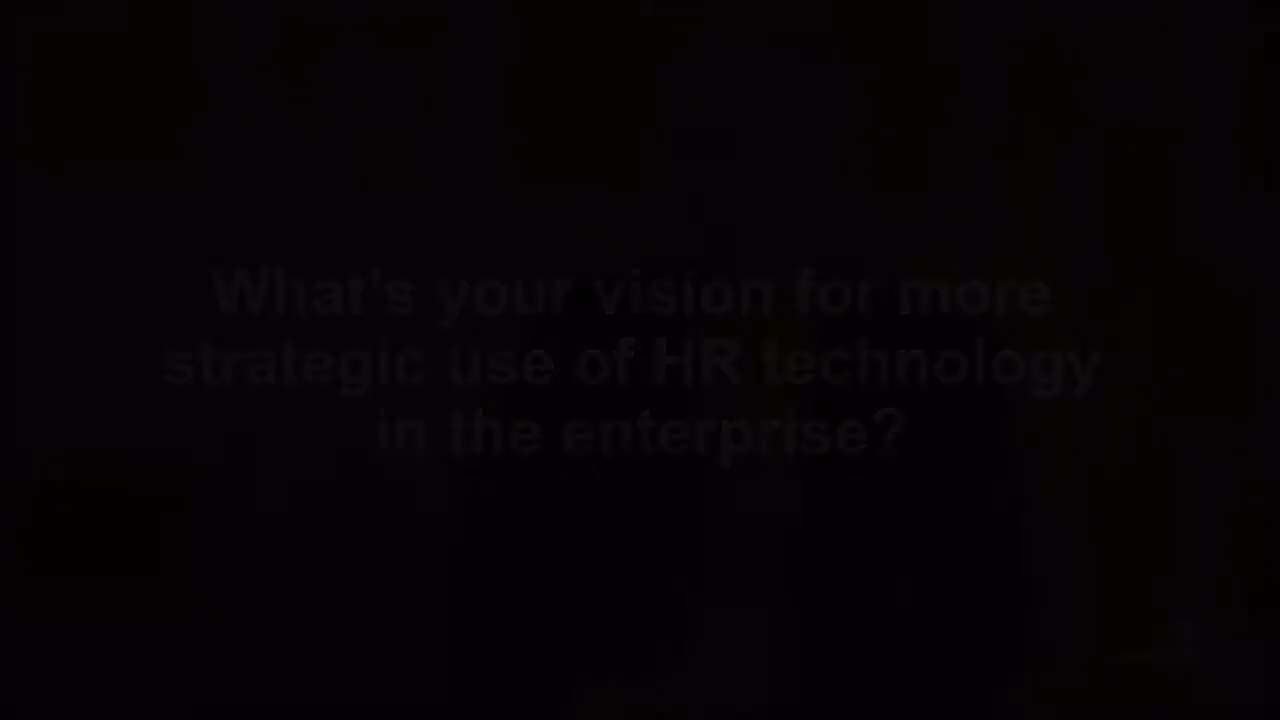 What's your vision for more
strategic use of HR technology
in the enterprise?